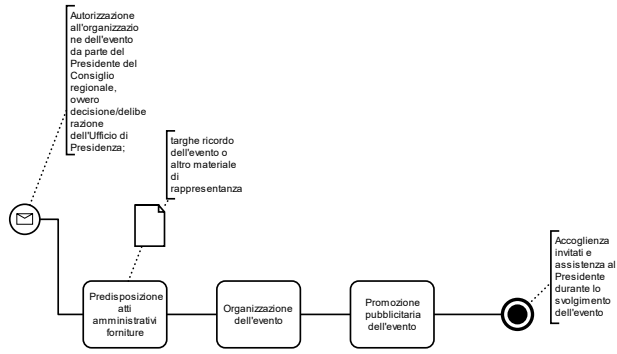 Autorizzazione
all'organizzazio
ne dell'evento
da parte del
Presidente del
Consiglio
regionale,
ovvero
decisione/delibe
razione
dell'Ufficio di
Presidenza;
targhe ricordo
dell'evento o
altro materiale
di
rappresentanza
Predisposizione
atti
amministrativi
forniture
Organizzazione
dell'evento
Promozione
pubblicitaria
dell'evento
Accoglienza
invitati e
assistenza al
Presidente
durante lo
svolgimento
dell'evento